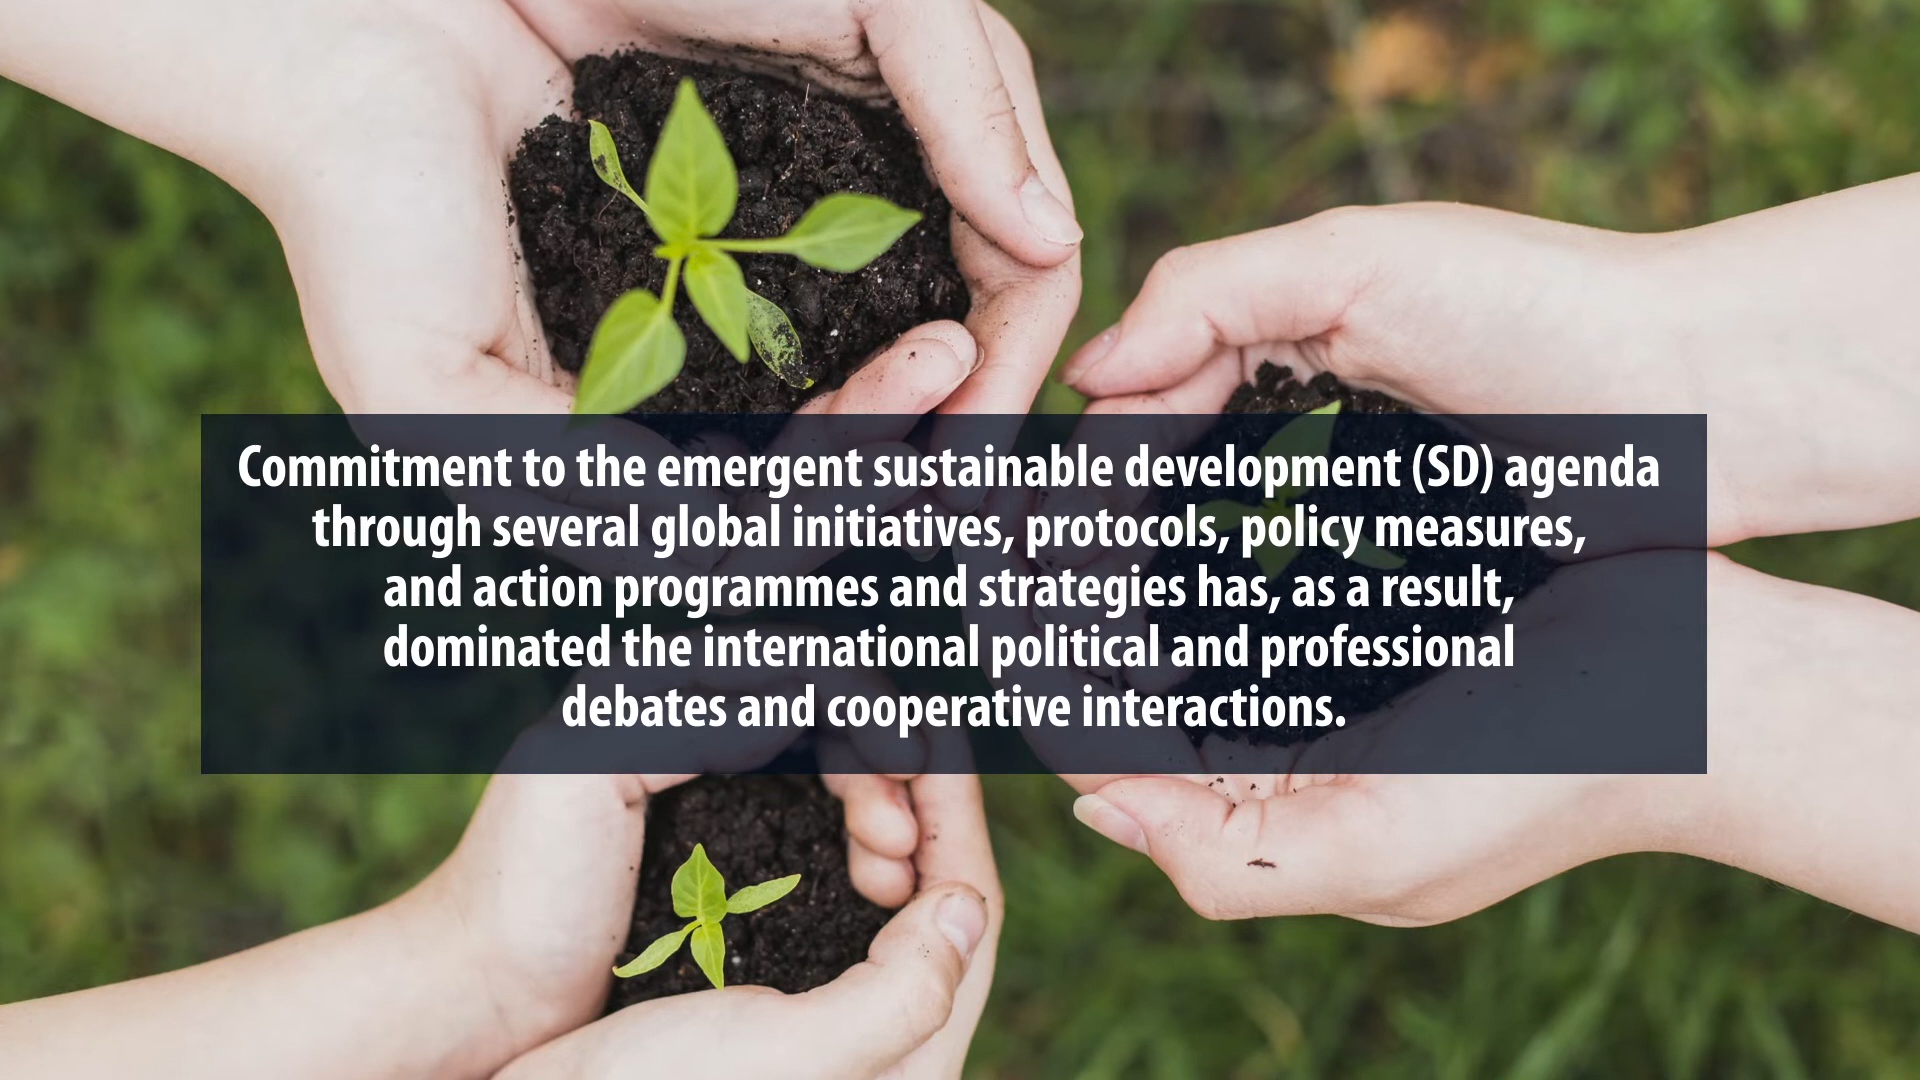 Commitment to the emergent sustainable development (SD) agenda
through several global initiatives, protocols, policy measures,
and action programmes and strategies has, as a result,
dominated the international political and professional
debates and cooperative interactions.